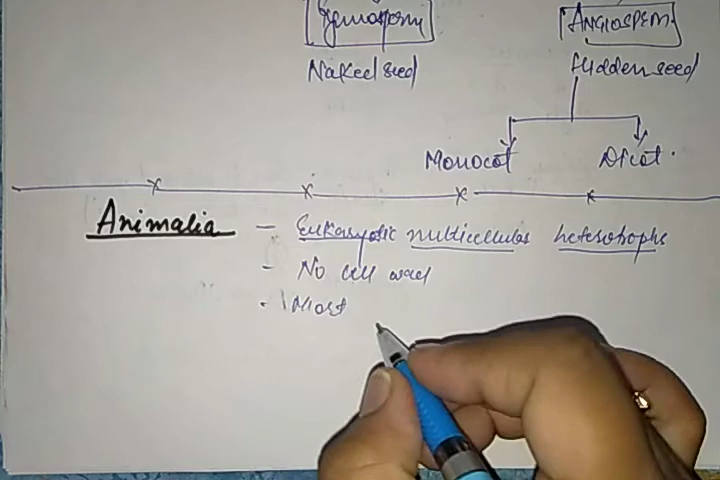 Gymnosperm
ANGIOSPERM
Naked seed
Hidden seed
Monocot
Dicot.
Animalia - Eukaryotic multicellular heterotrophs
- No cell wall
- Most